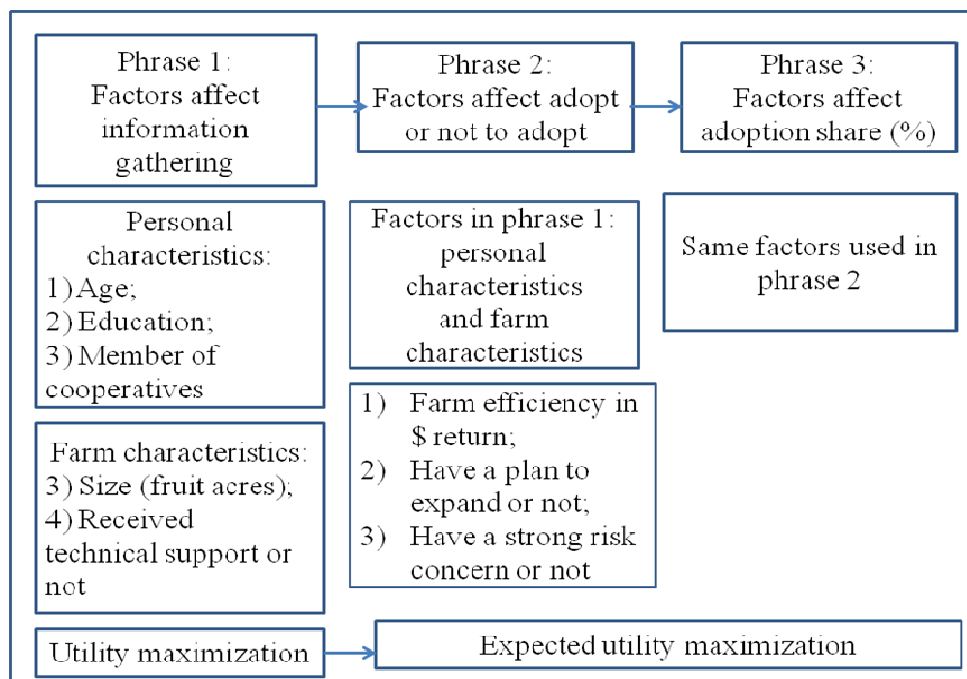 Phrase 1:
Factors affect
information
gathering
Phrase 2:
Factors affect adopt
or not to adopt
Phrase 3:
Factors affect
adoption share (%)
Personal
characteristics:
1) Age;
2) Education;
3) Member of
cooperatives
Factors in phrase 1:
personal
characteristics
and farm
characteristics
Same factors used in
phrase 2
Farm characteristics:
3) Size (fruit acres);
4) Received
technical support or
not
1) Farm efficiency in
$ return;
2) Have a plan to
expand or not;
3) Have a strong risk
concern or not
Utility maximization
Expected utility maximization